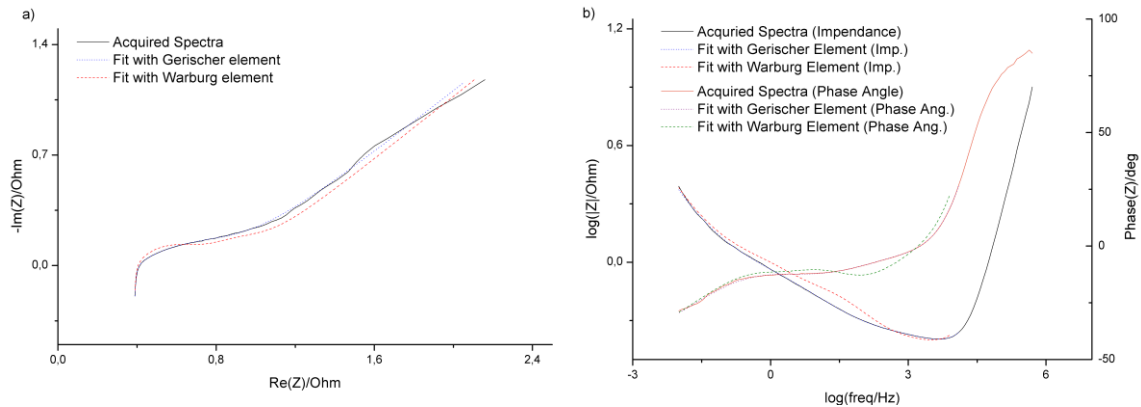 a)
1,4
Acquired Spectra
Fit with Gerischer element
Fit with Warburg element
0,7
0,0
-Im(Z)/Ohm
0,0
0,8
1,6
2,4
Re(Z)/Ohm
b)
1,2
Acquried Spectra (Impendance)
Fit with Gerischer Element (Imp.)
Fit with Warburg Element (Imp.)
Acquired Spectra (Phase Angle)
Fit with Gerischer Element (Phase Ang.)
Fit with Warburg Element (Phase Ang.)
0,6
0,0
log(|Z|/Ohm)
100
50
0
-50
Phase(Z)/deg
-3
0
3
6
log(freq/Hz)